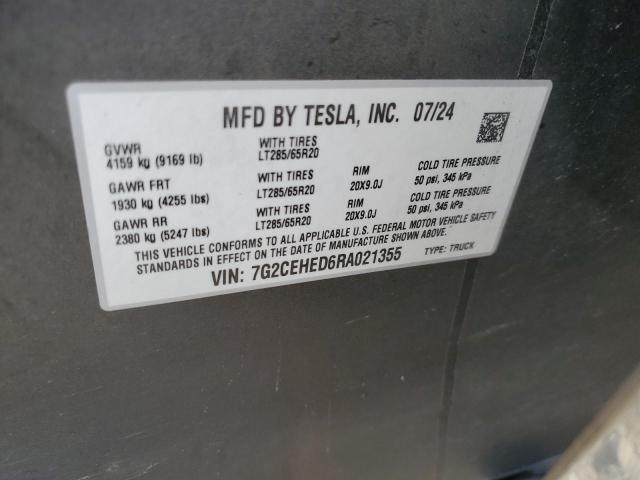 MFD BY TESLA, INC. 07/24
GVWR WITH TIRES
4159 kg (9169 lb) LT285/65R20
GAWR FRT WITH TIRES RIM COLD TIRE PRESSURE
1930 kg (4255 lbs) LT285/65R20 20X9.0J 50 psi, 345 kPa
GAWR RR WITH TIRES RIM COLD TIRE PRESSURE
2380 kg (5247 lbs) LT285/65R20 20X9.0J 50 psi, 345 kPa
THIS VEHICLE CONFORMS TO ALL APPLICABLE U.S. FEDERAL MOTOR VEHICLE SAFETY
STANDARDS IN EFFECT ON THE DATE OF MANUFACTURE SHOWN ABOVE.
VIN: 7G2CEHED6RA021355 TYPE: TRUCK